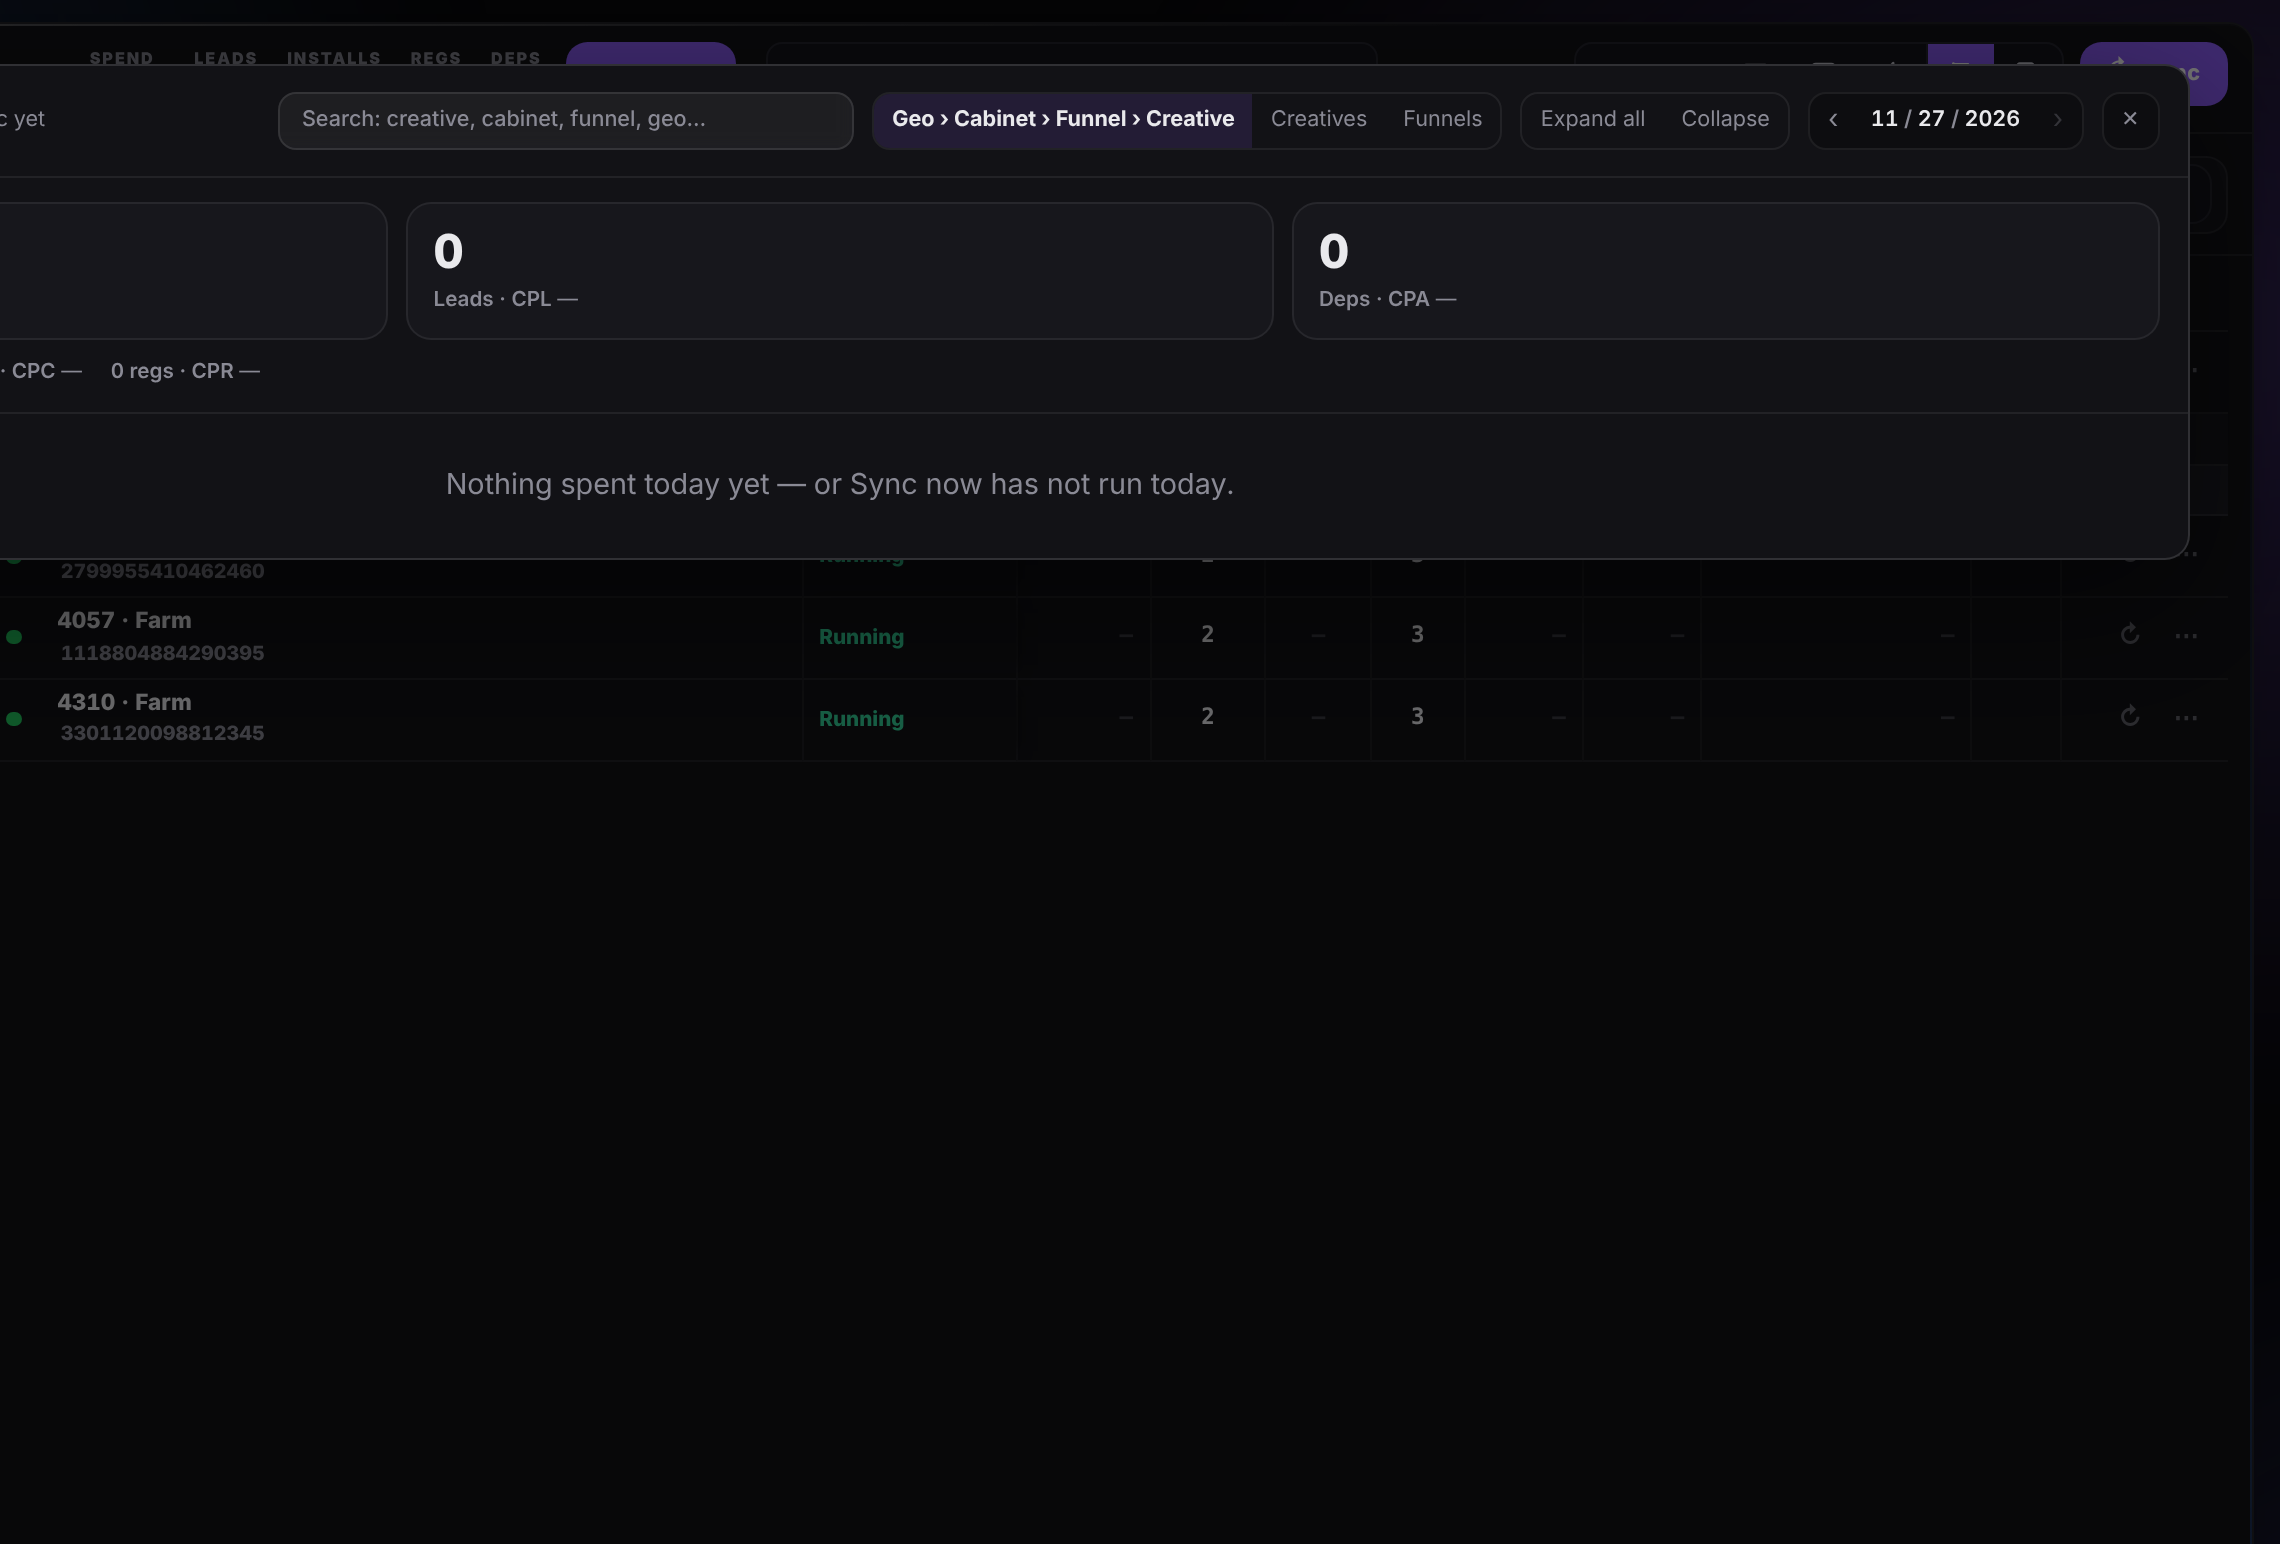 SPEND LEADS INSTALLS REGS DEPS
c yet Search: creative, cabinet, funnel, geo... Geo › Cabinet › Funnel › Creative Creatives Funnels Expand all Collapse ‹ 11 / 27 / 2026 › ×
0 0
Leads · CPL — Deps · CPA —
· CPC — 0 regs · CPR —
Nothing spent today yet — or Sync now has not run today.
2799955410462460
4057 · Farm
1118804884290395 Running – 2 – 3 – – – ...
4310 · Farm
3301120098812345 Running – 2 – 3 – – – ...